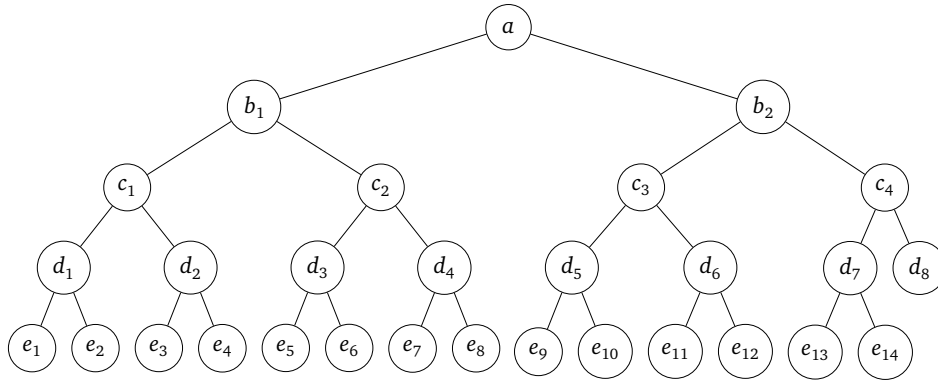 a
b₁ b₂
c₁ c₂ c₃ c₄
d₁ d₂ d₃ d₄ d₅ d₆ d₇ d₈
e₁ e₂ e₃ e₄ e₅ e₆ e₇ e₈ e₉ e₁₀ e₁₁ e₁₂ e₁₃ e₁₄